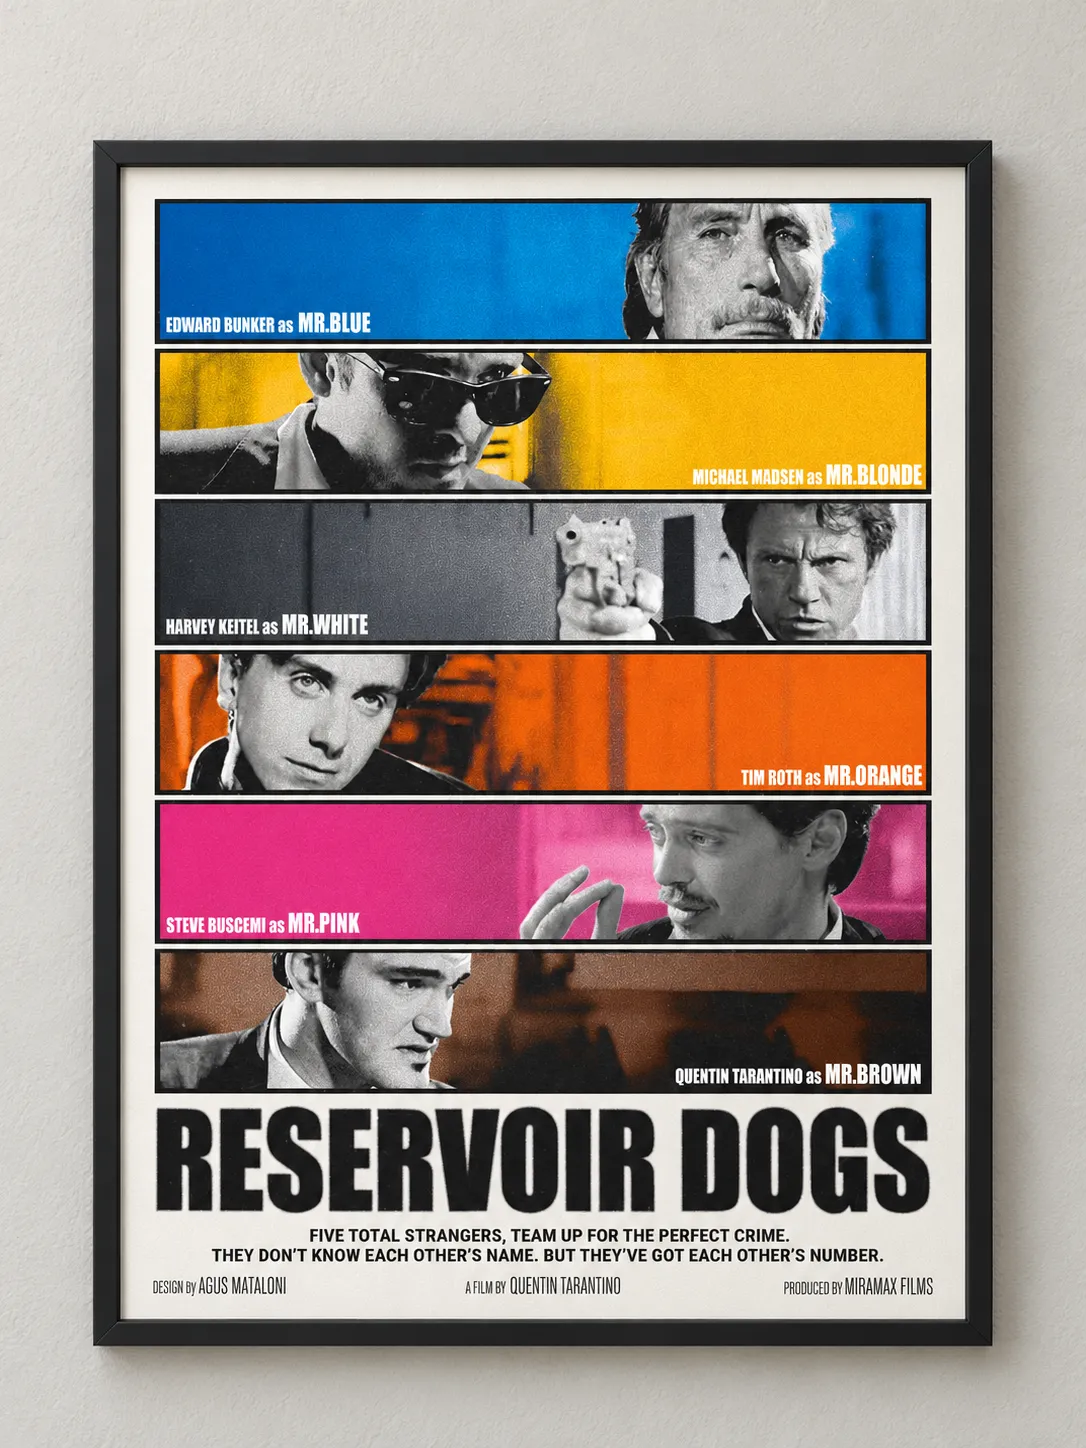 EDWARD BUNKER as MR.BLUE
MICHAEL MADSEN as MR.BLONDE
HARVEY KEITEL as MR.WHITE
TIM ROTH as MR.ORANGE
STEVE BUSCEMI as MR.PINK
QUENTIN TARANTINO as MR.BROWN
RESERVOIR DOGS
FIVE TOTAL STRANGERS, TEAM UP FOR THE PERFECT CRIME.
THEY DON'T KNOW EACH OTHER'S NAME. BUT THEY'VE GOT EACH OTHER'S NUMBER.
DESIGN BY AGUS MATALONI
A FILM BY QUENTIN TARANTINO
PRODUCED BY MIRAMAX FILMS